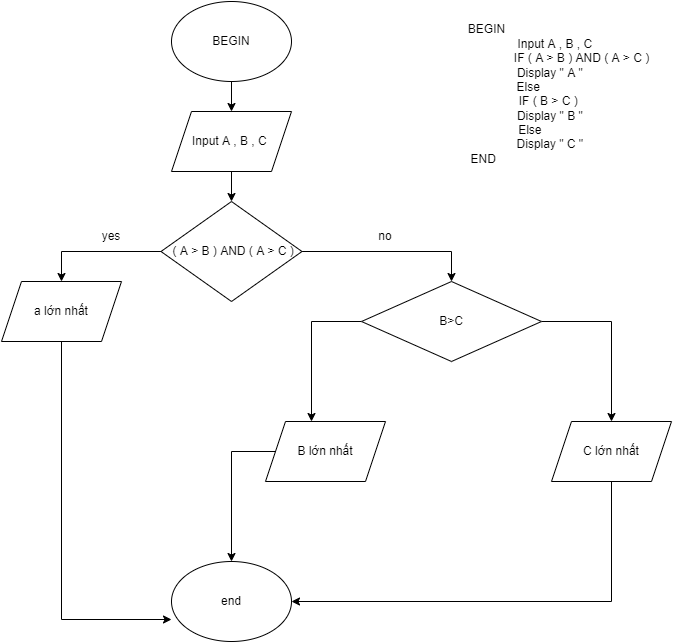 BEGIN
Input A , B , C
yes
( A > B ) AND ( A > C )
no
a lớn nhất
B>C
B lớn nhất
C lớn nhất
end
BEGIN
Input A , B , C
IF ( A > B ) AND ( A > C )
Display " A "
Else
IF ( B > C )
Display " B "
Else
Display " C "
END